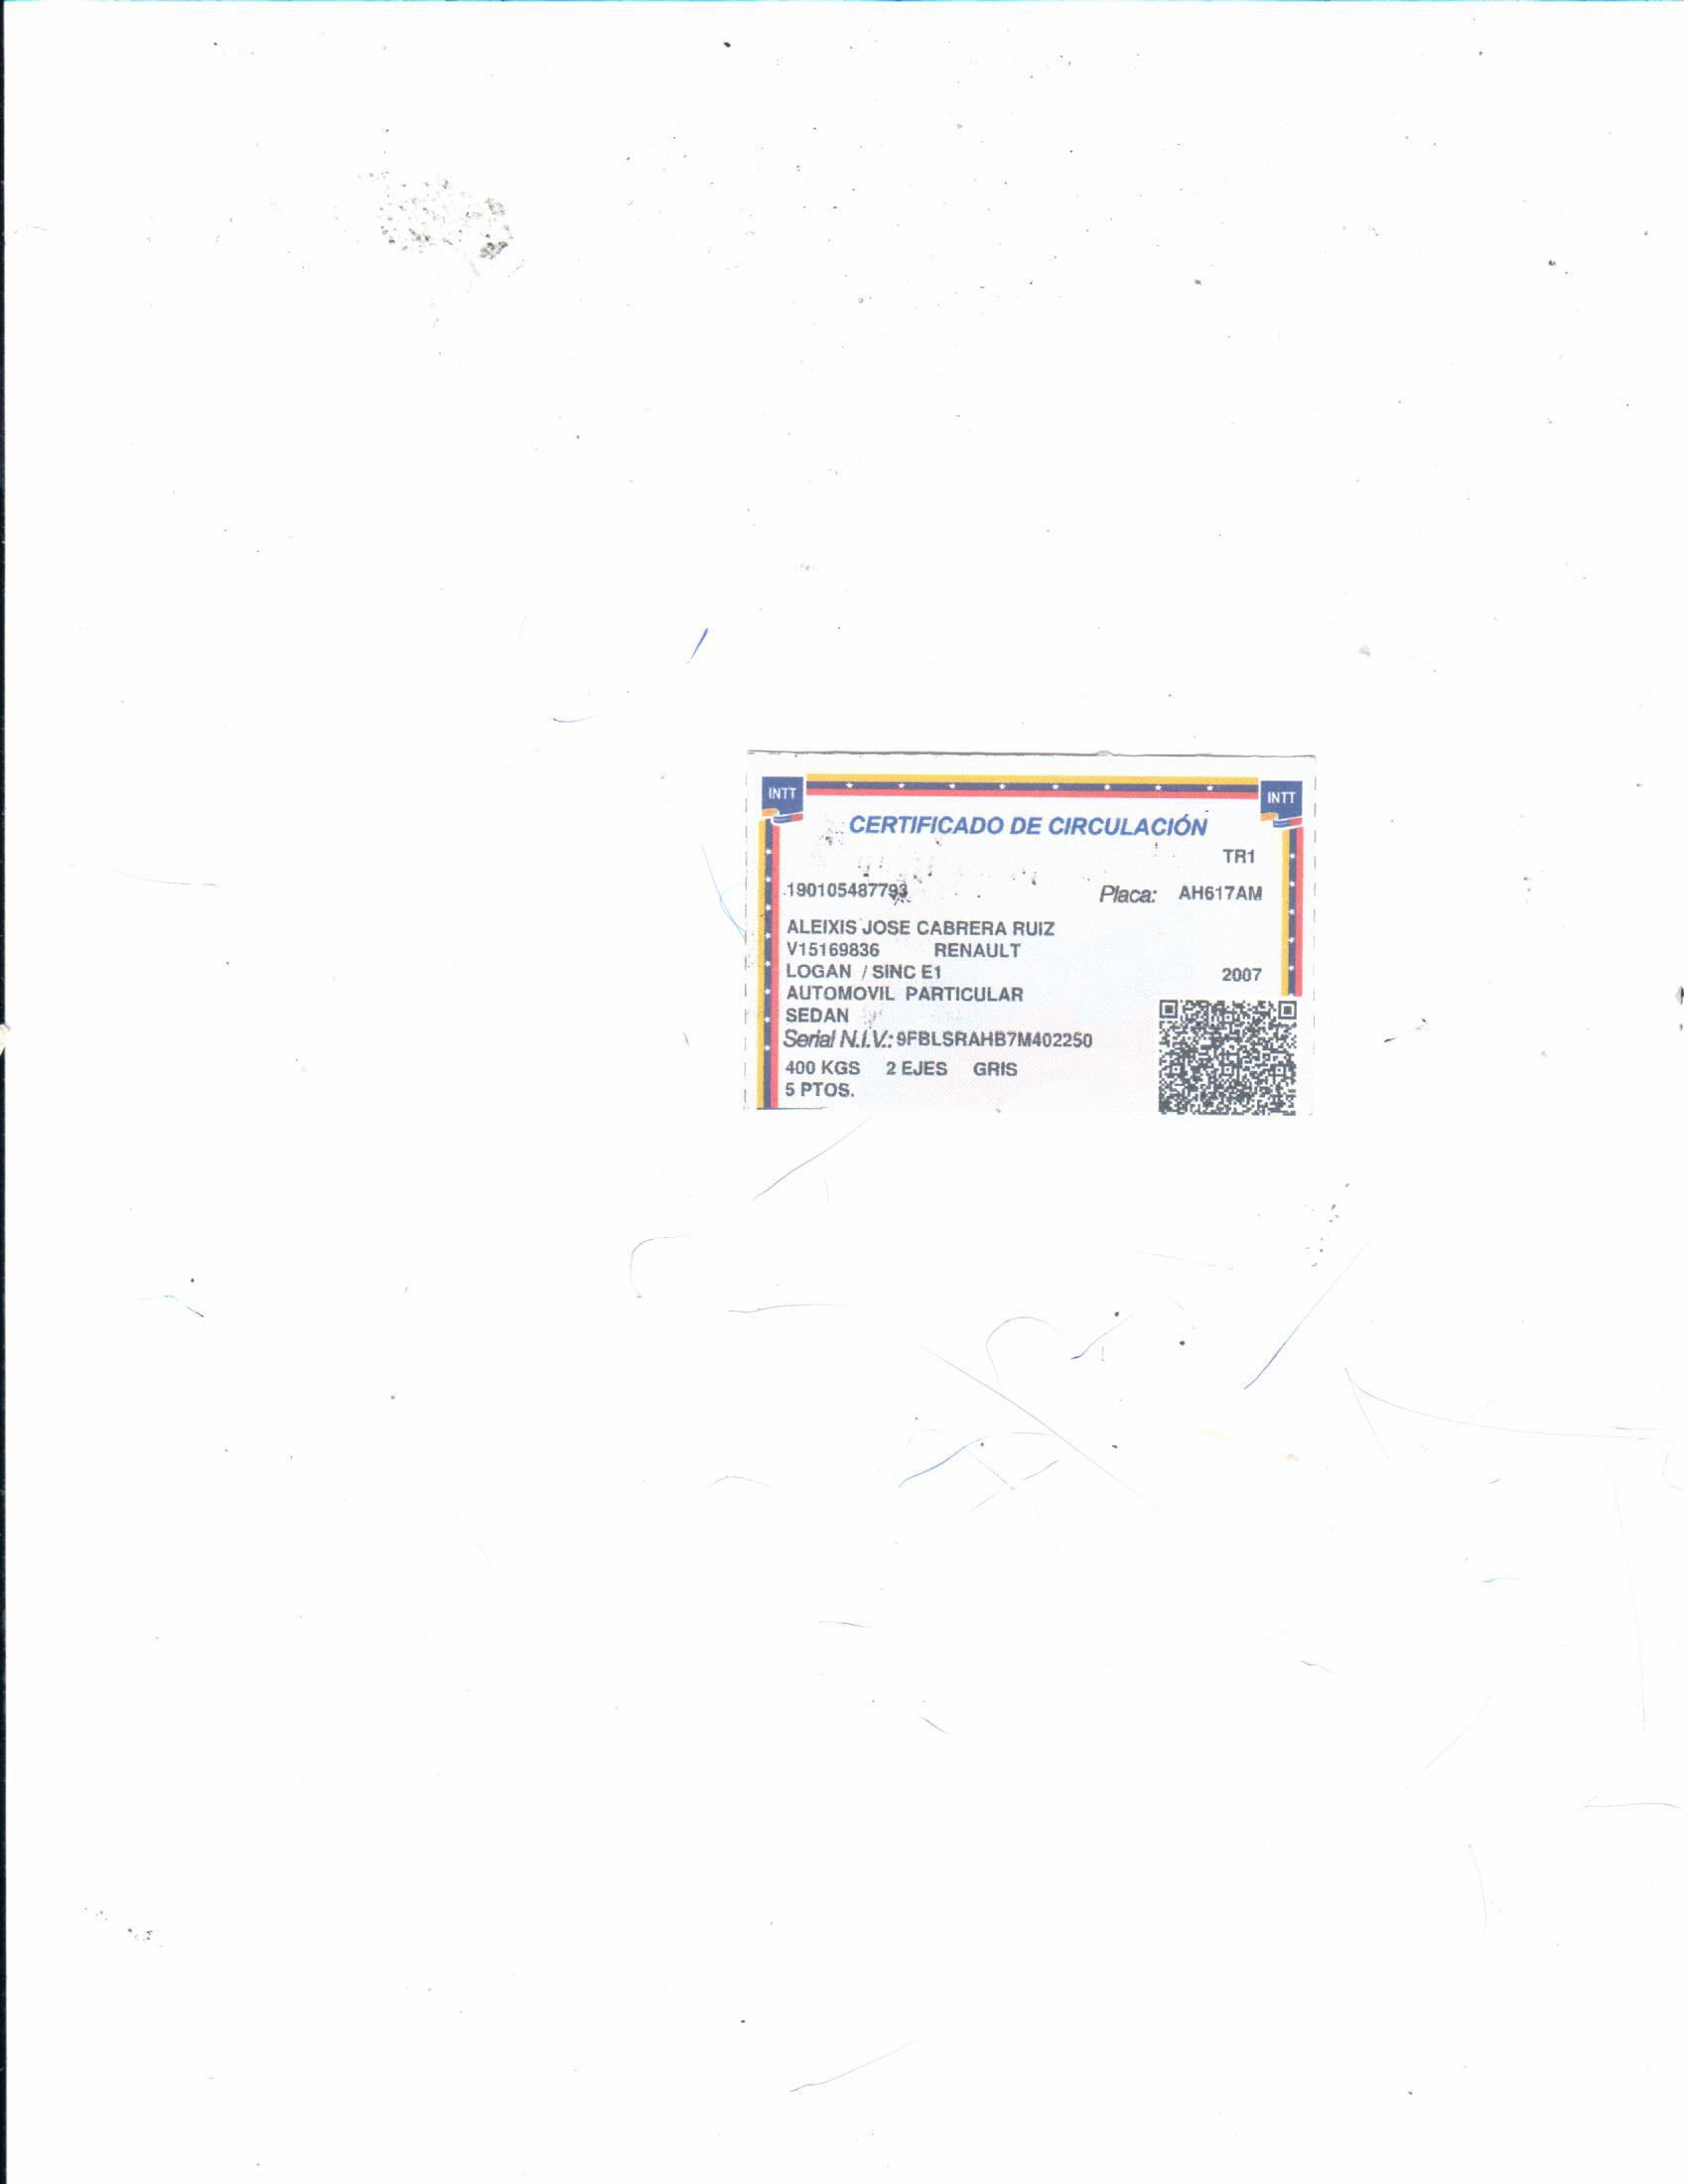 INTT
INTT
CERTIFICADO DE CIRCULACIÓN
TR1
190105487793 Placa: AH617AM
ALEIXIS JOSE CABRERA RUIZ
V15169836 RENAULT
LOGAN / SINC E1 2007
AUTOMOVIL PARTICULAR
SEDAN
Serial N.I.V.: 9FBLSRAHB7M402250
400 KGS 2 EJES GRIS
5 PTOS.